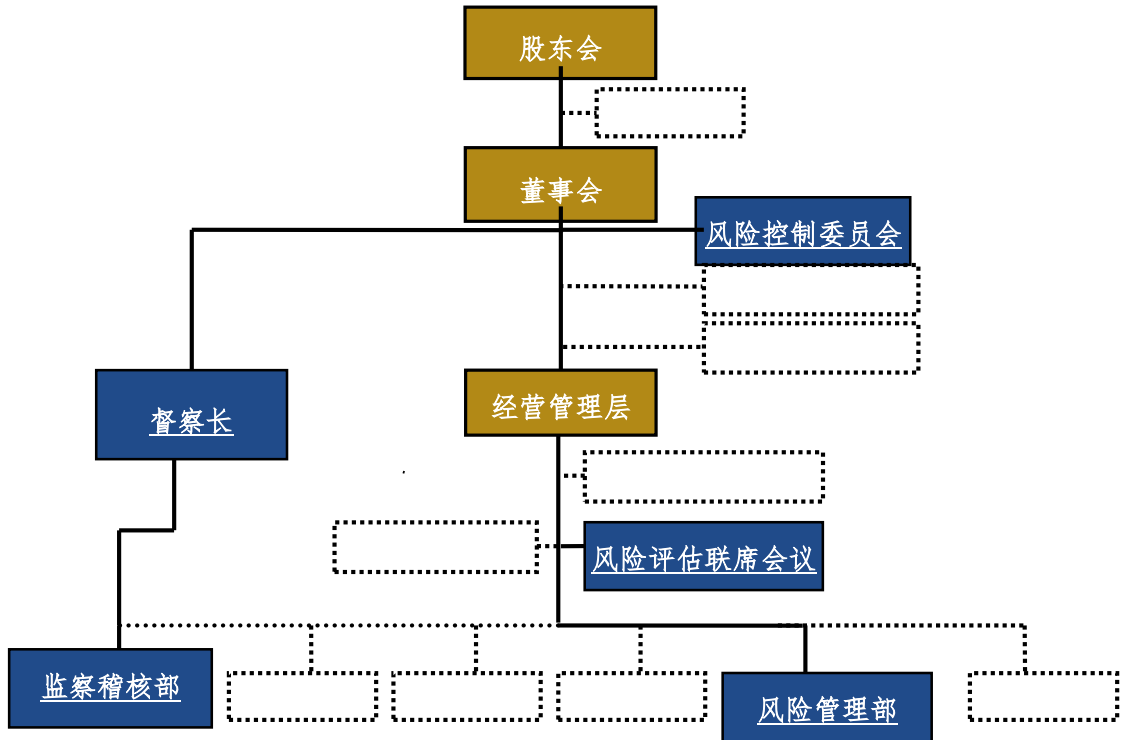 股东会
董事会
风险控制委员会
督察长
经营管理层
风险评估联席会议
监察稽核部
风险管理部